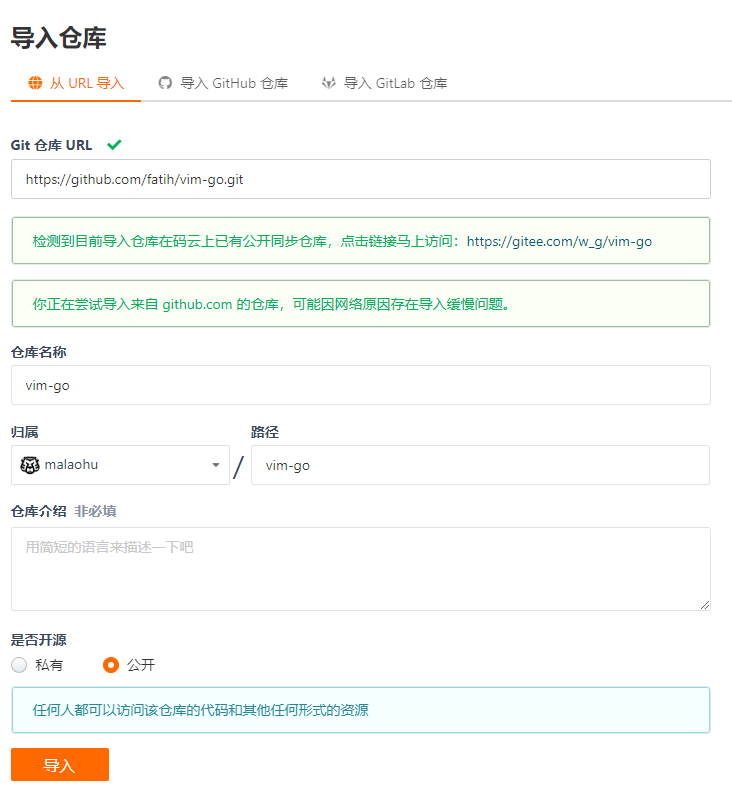 导入仓库
从 URL 导入 导入 GitHub 仓库 导入 GitLab 仓库
Git 仓库 URL
https://github.com/fatih/vim-go.git
检测到目前导入仓库在码云上已有公开同步仓库，点击链接马上访问：https://gitee.com/w_g/vim-go
你正在尝试导入来自 github.com 的仓库，可能因网络原因存在导入缓慢问题。
仓库名称
vim-go
归属 路径
malaohu / vim-go
仓库介绍 非必填
用简短的语言来描述一下吧
是否开源
私有 公开
任何人都可以访问该仓库的代码和其他任何形式的资源
导入